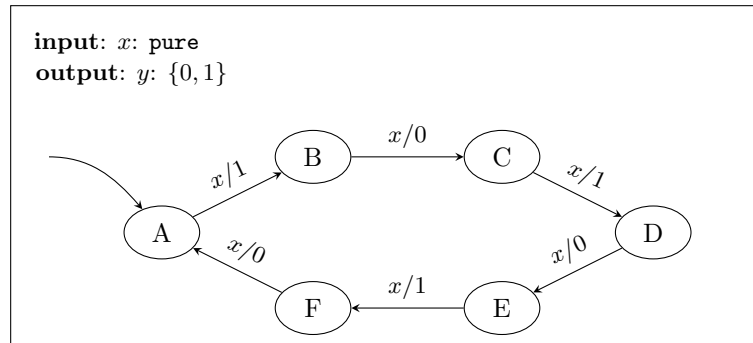 input: x: pure
output: y: {0, 1}
B
x/0
C
x/1
x/1
A
D
x/0
x/0
F
x/1
E